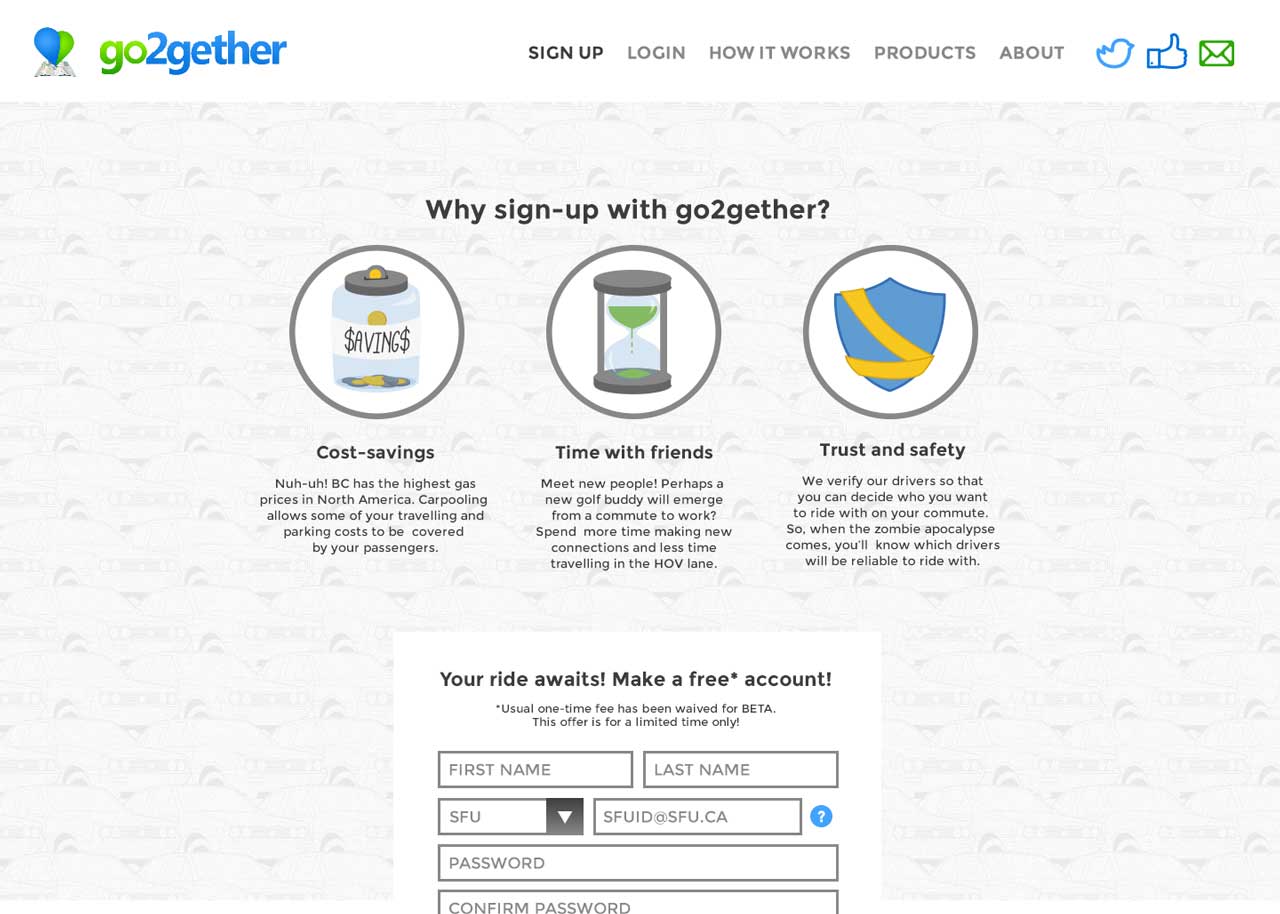 go2gether
SIGN UP LOGIN HOW IT WORKS PRODUCTS ABOUT
Why sign-up with go2gether?
$AVING$
Cost-savings
Nuh-uh! BC has the highest gas
prices in North America. Carpooling
allows some of your travelling and
parking costs to be covered
by your passengers.
Time with friends
Meet new people! Perhaps a
new golf buddy will emerge
from a commute to work?
Spend more time making new
connections and less time
travelling in the HOV lane.
Trust and safety
We verify our drivers so that
you can decide who you want
to ride with on your commute.
So, when the zombie apocalypse
comes, you'll know which drivers
will be reliable to ride with.
Your ride awaits! Make a free* account!
*Usual one-time fee has been waived for BETA.
This offer is for a limited time only!
FIRST NAME LAST NAME
SFU SFUID@SFU.CA ?
PASSWORD
CONFIRM PASSWORD